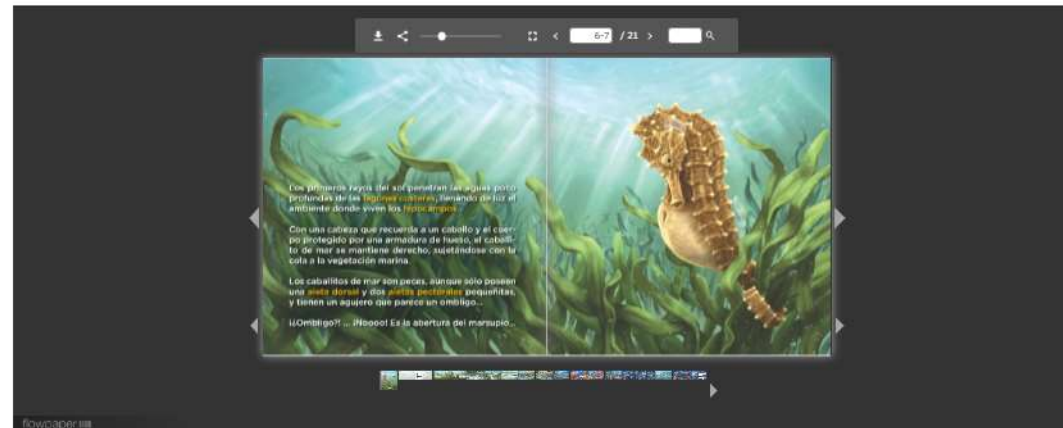 6-7 / 21
Los primeros rayos del sol penetran las aguas poco
profundas de las lagunas costeras, llenando de luz el
ambiente donde viven los hipocampos.
Con una cabeza que recuerda a un caballo y el cuer-
po protegido por una armadura de hueso, el caballi-
to de mar se mantiene derecho, sujetándose con la
cola a la vegetación marina.
Los caballitos de mar son peces, aunque sólo poseen
una aleta dorsal y dos aletas pectorales pequeñitas,
y tienen un agujero que parece un ombligo...
¡¿Ombligo?! ... ¡Noooo! Es la abertura del marsupio...
flowpaper